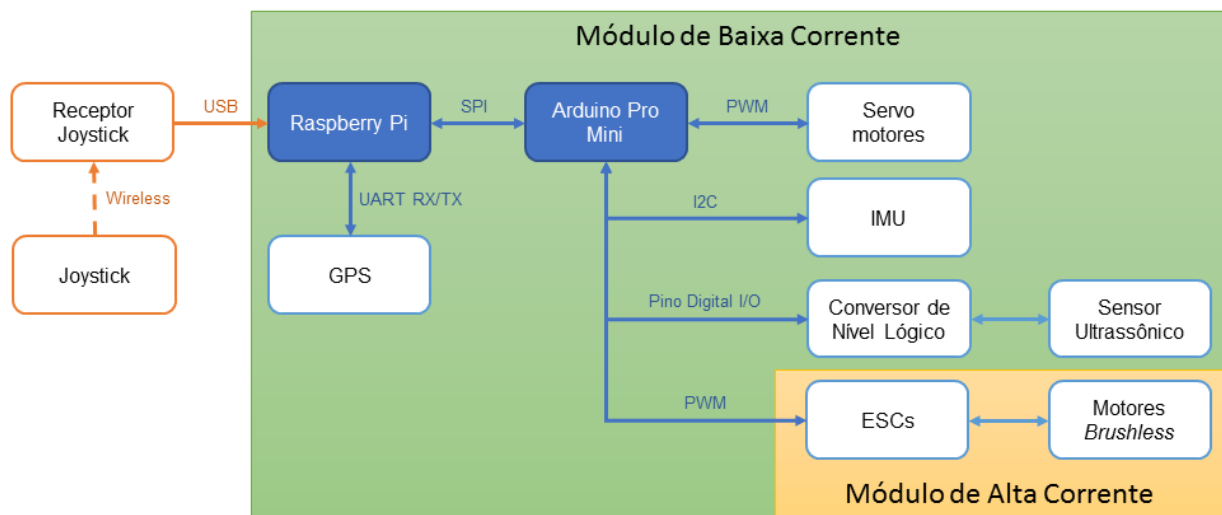 Módulo de Baixa Corrente
Receptor
Joystick
USB
Raspberry Pi
SPI
Arduino Pro
Mini
PWM
Servo
motores
Wireless
UART RX/TX
I2C
IMU
Joystick
GPS
Pino Digital I/O
Conversor de
Nível Lógico
Sensor
Ultrassônico
PWM
ESCs
Motores
Brushless
Módulo de Alta Corrente